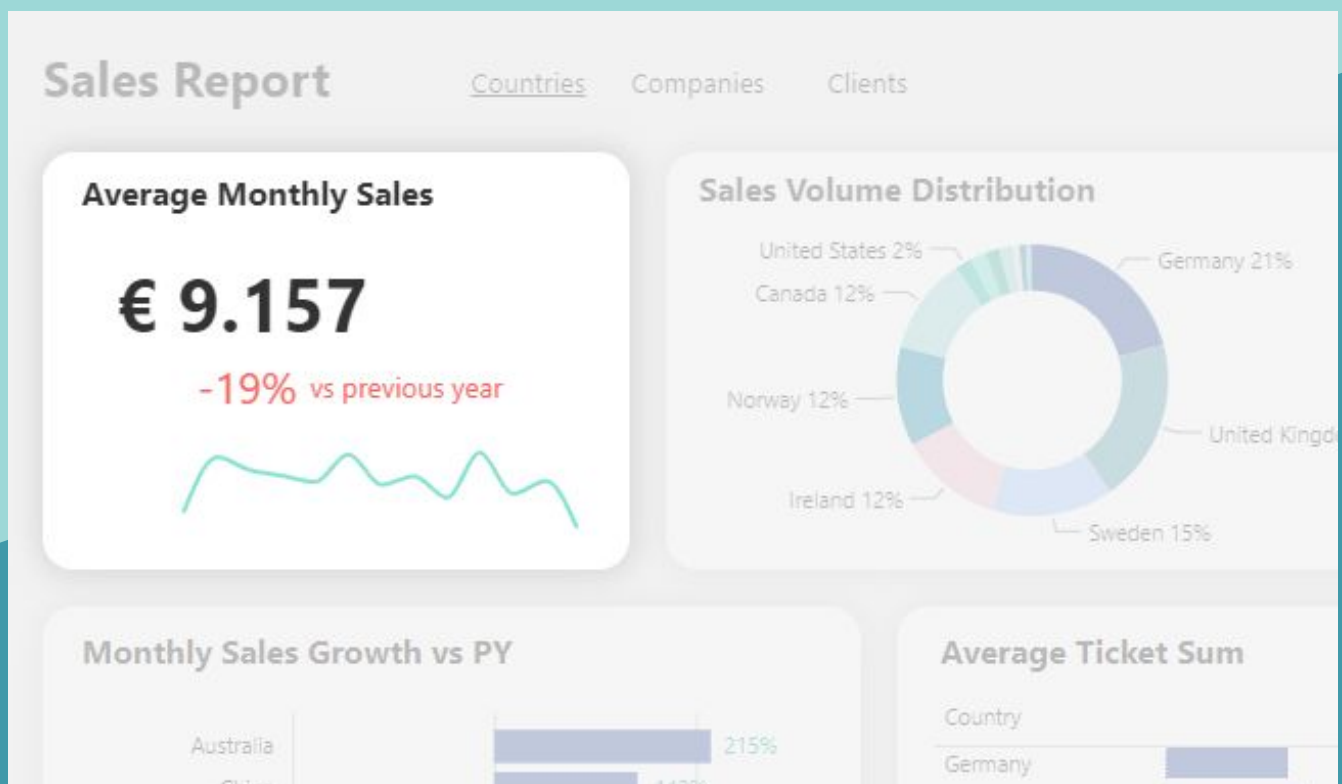 Sales Report
Countries Companies Clients
Average Monthly Sales
€ 9.157
-19% vs previous year
Sales Volume Distribution
United States 2%
Germany 21%
Canada 12%
Norway 12%
United
Ireland 12%
Sweden 15%
Monthly Sales Growth vs PY
Australia 215%
Average Ticket Sum
Country
Germany